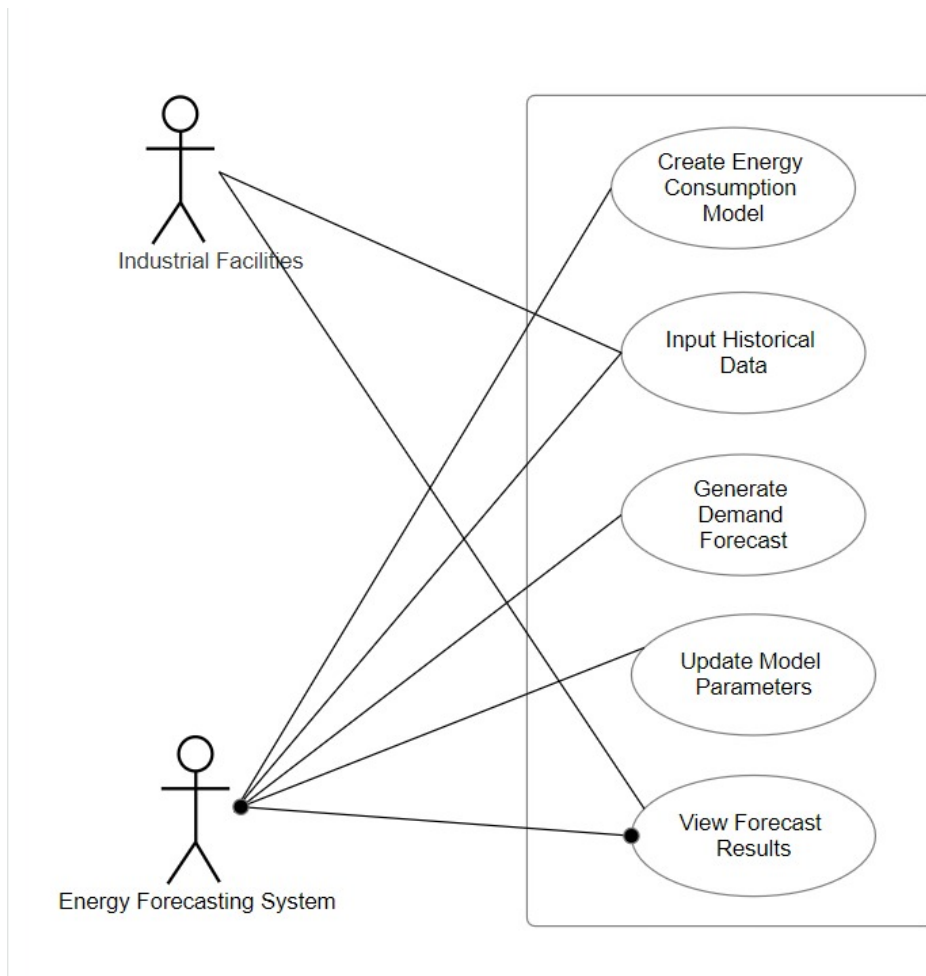 Create Energy
Consumption
Model
Industrial Facilities
Input Historical
Data
Generate
Demand
Forecast
Update Model
Parameters
View Forecast
Results
Energy Forecasting System